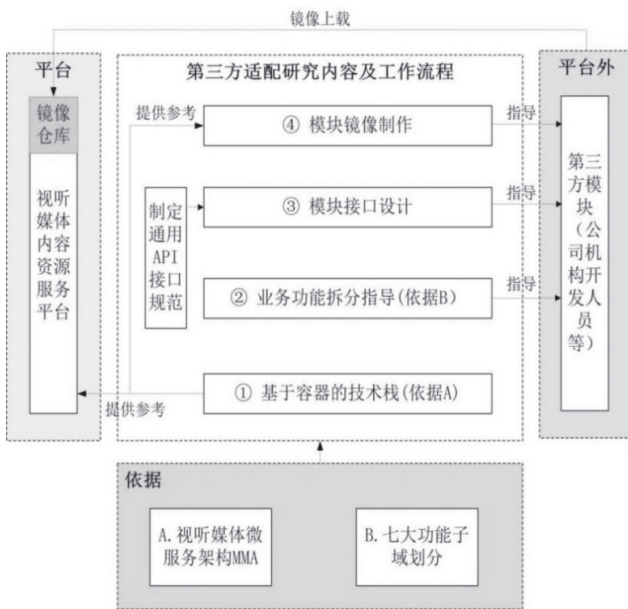 镜像上载
平台
镜像
仓库
视听
媒体
内容
资源
服务
平台
第三方适配研究内容及工作流程
提供参考
④ 模块镜像制作
指导
制定
通用
API
接口
规范
③ 模块接口设计
指导
② 业务功能拆分指导(依据B)
指导
① 基于容器的技术栈(依据A)
提供参考
平台外
第三
方模
块
（公
司机
构开
发人
员
等）
依据
A.视听媒体微
服务架构MMA
B.七大功能子
域划分